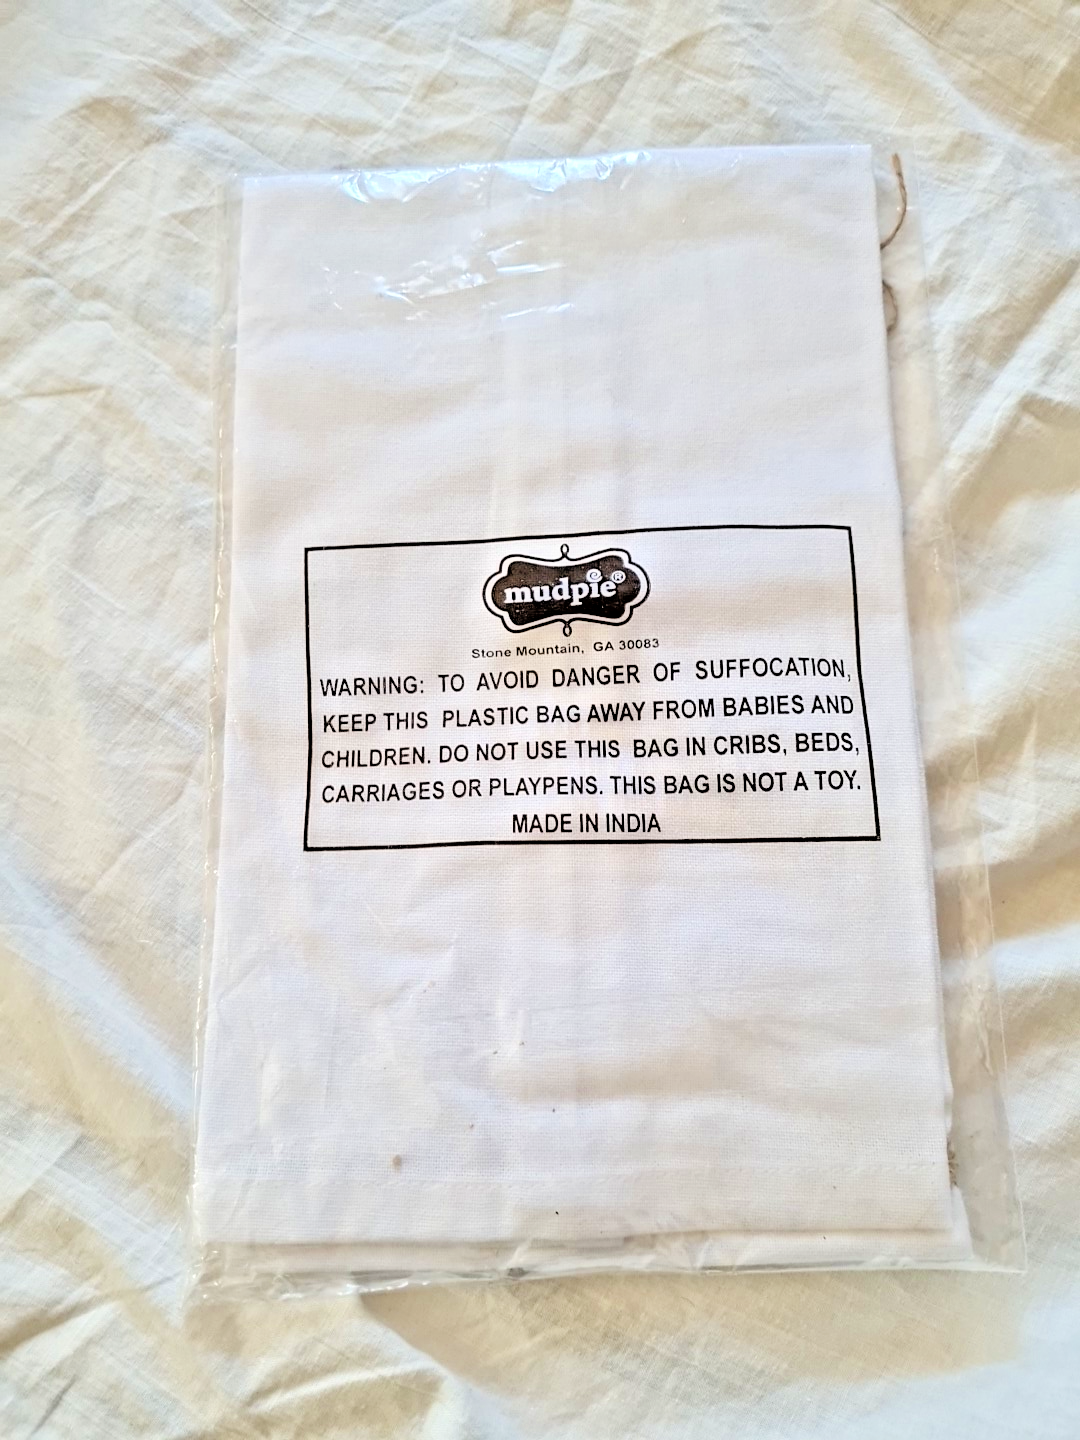 mudpie®
Stone Mountain, GA 30083
WARNING: TO AVOID DANGER OF SUFFOCATION,
KEEP THIS PLASTIC BAG AWAY FROM BABIES AND
CHILDREN. DO NOT USE THIS BAG IN CRIBS, BEDS,
CARRIAGES OR PLAYPENS. THIS BAG IS NOT A TOY.
MADE IN INDIA